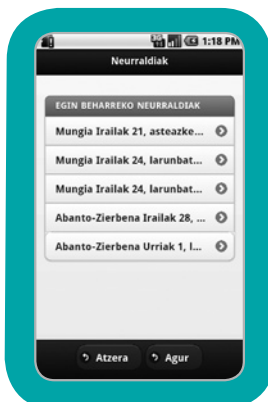 1:18 PM
Neurraldiak
EGIN BEHARREKO NEURRALDIAK
Mungia Irailak 21, asteazke...
Mungia Irailak 24, larunbat...
Mungia Irailak 24, larunbat...
Abanto-Zierbena Irailak 28, ...
Abanto-Zierbena Urriak 1, l...
Atzera
Agur